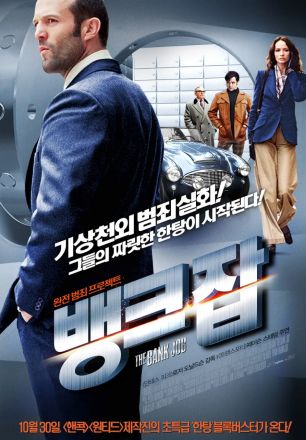 가상천외 범죄실화!
그들의 짜릿한 한탕이 시작된다!
완전 범죄 프로젝트
뱅크잡
THE BANK JOB
10월 30일, <핸콕> <원티드> 제작진의 초특급 한탕 블록버스터가 온다!